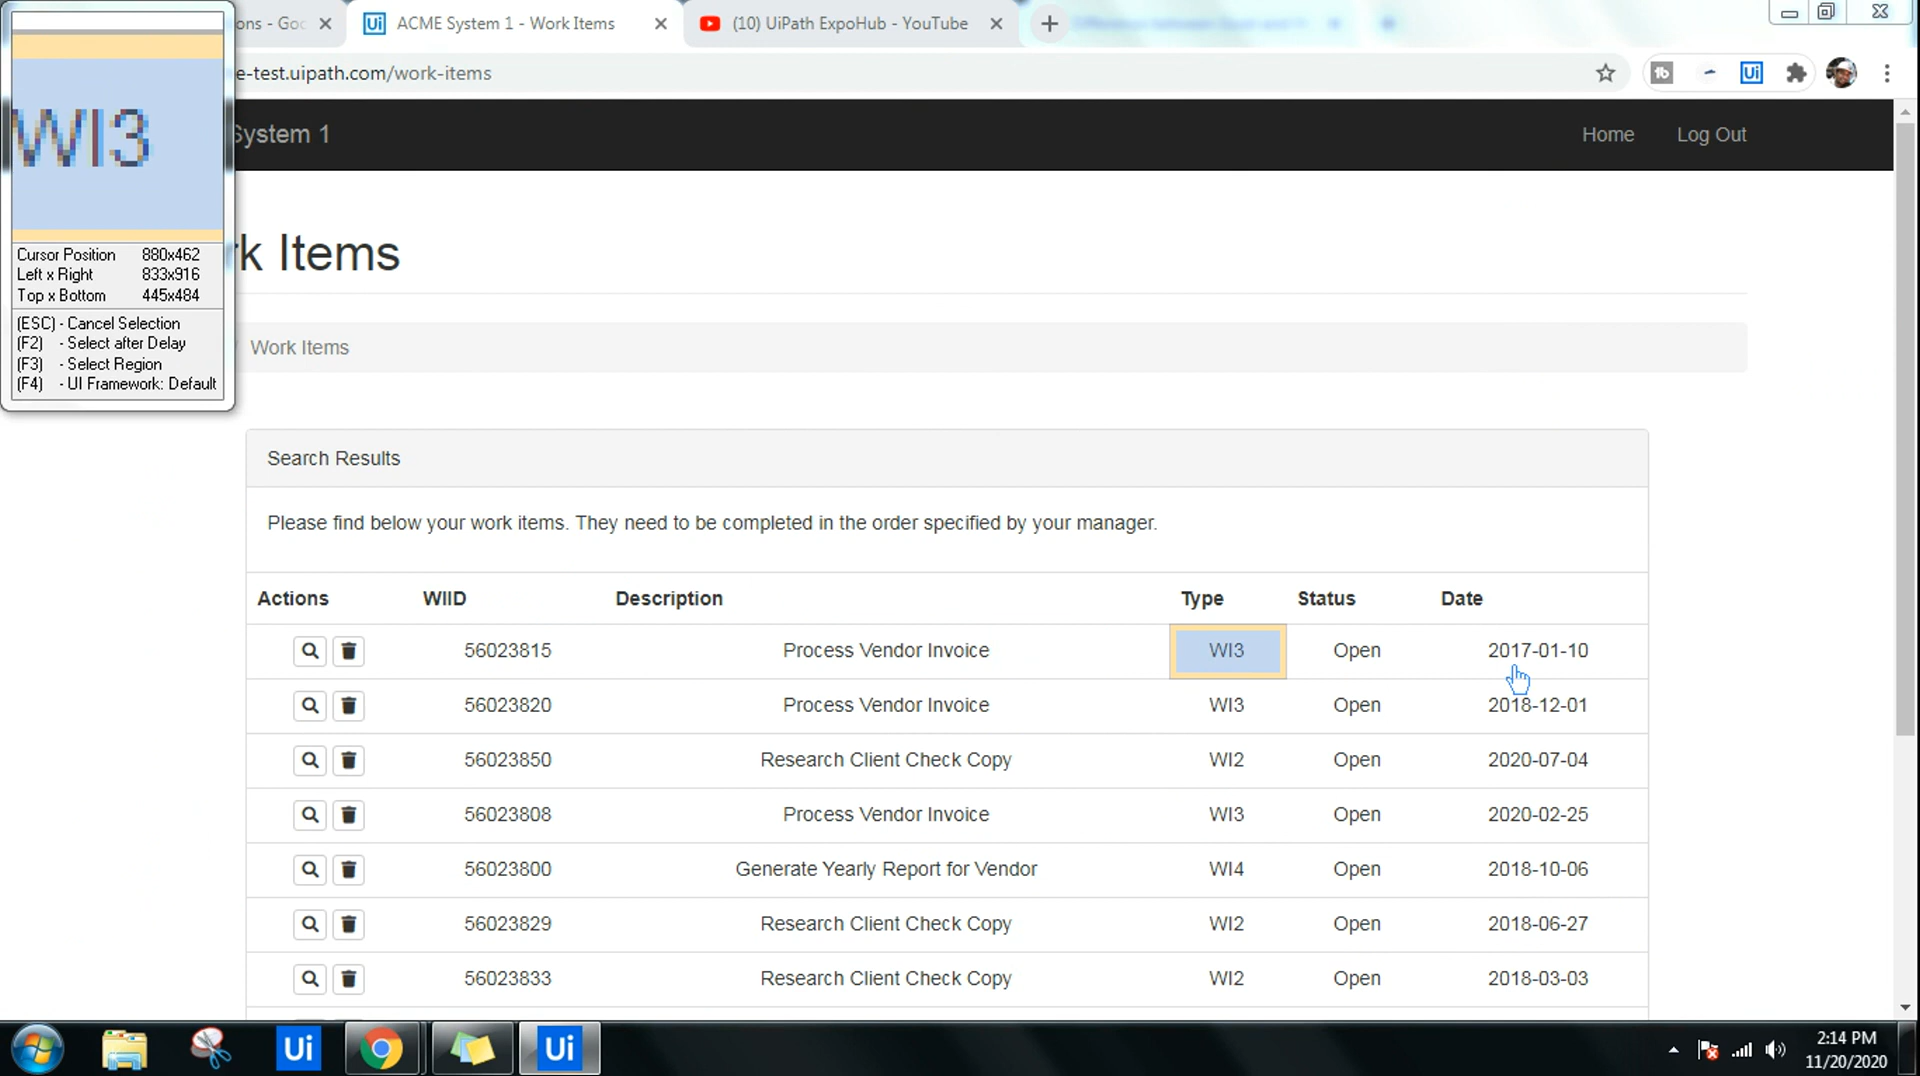 ons - Goo
ACME System 1 - Work Items
(10) UiPath ExpoHub - YouTube
e-test.uipath.com/work-items
Ui
WI3
System 1
Home
Log Out
Cursor Position 880x462
Left x Right 833x916
Top x Bottom 445x484
(ESC) - Cancel Selection
(F2) - Select after Delay
(F3) - Select Region
(F4) - UI Framework: Default
rk Items
Work Items
Search Results
Please find below your work items. They need to be completed in the order specified by your manager.
Actions WIID Description Type Status Date
56023815 Process Vendor Invoice WI3 Open 2017-01-10
56023820 Process Vendor Invoice WI3 Open 2018-12-01
56023850 Research Client Check Copy WI2 Open 2020-07-04
56023808 Process Vendor Invoice WI3 Open 2020-02-25
56023800 Generate Yearly Report for Vendor WI4 Open 2018-10-06
56023829 Research Client Check Copy WI2 Open 2018-06-27
56023833 Research Client Check Copy WI2 Open 2018-03-03
Ui
Ui
2:14 PM
11/20/2020